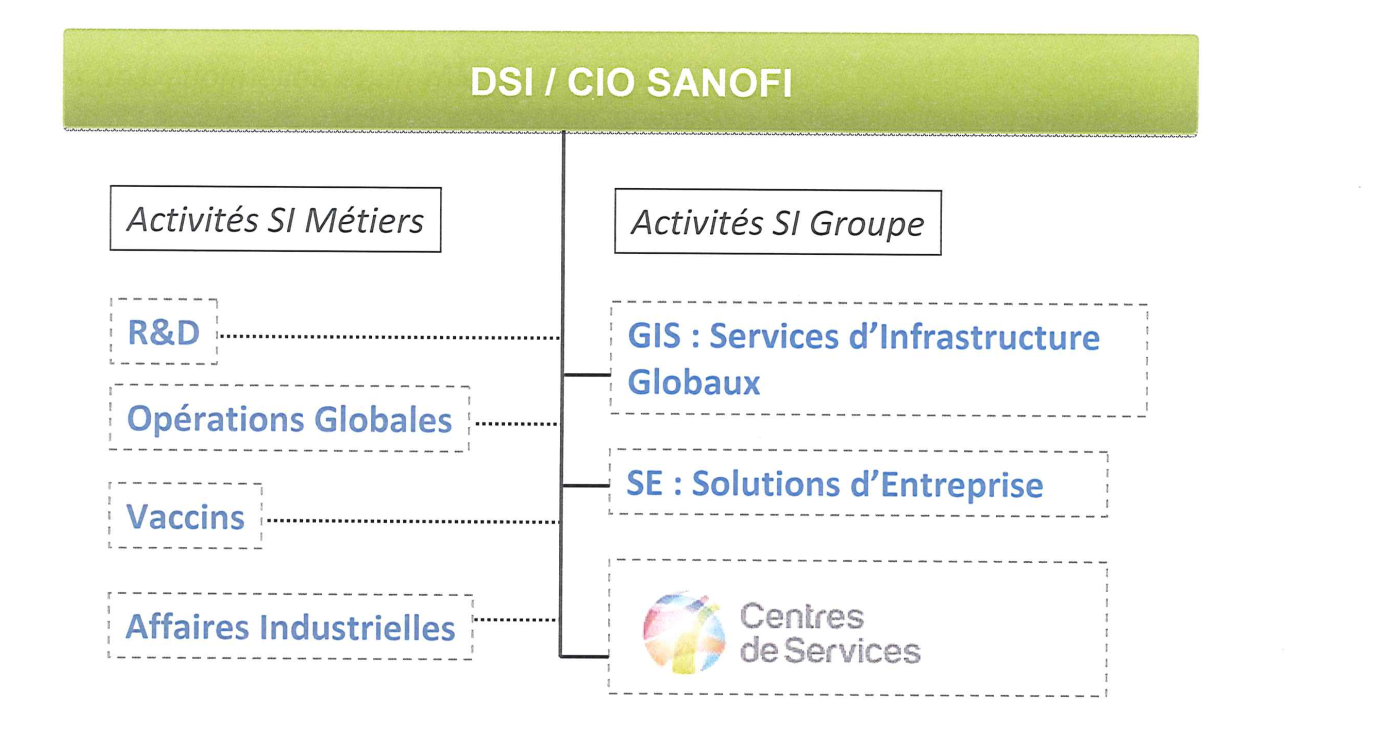 DSI / CIO SANOFI
Activités SI Métiers
Activités SI Groupe
R&D
GIS : Services d'Infrastructure
Globaux
Opérations Globales
SE : Solutions d'Entreprise
Vaccins
Affaires Industrielles
Centres
de Services